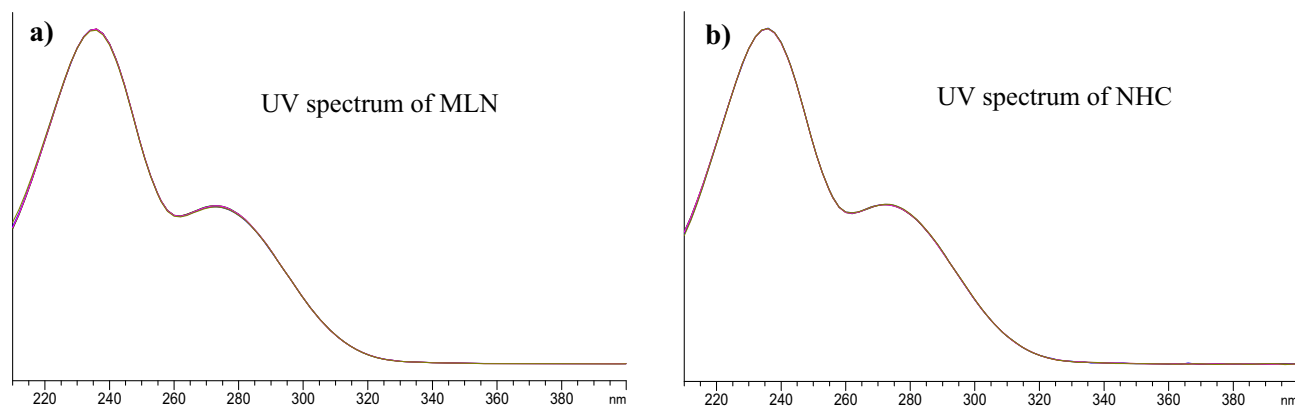 a)
UV spectrum of MLN
220 240 260 280 300 320 340 360 380 nm
b)
UV spectrum of NHC
220 240 260 280 300 320 340 360 380 nm